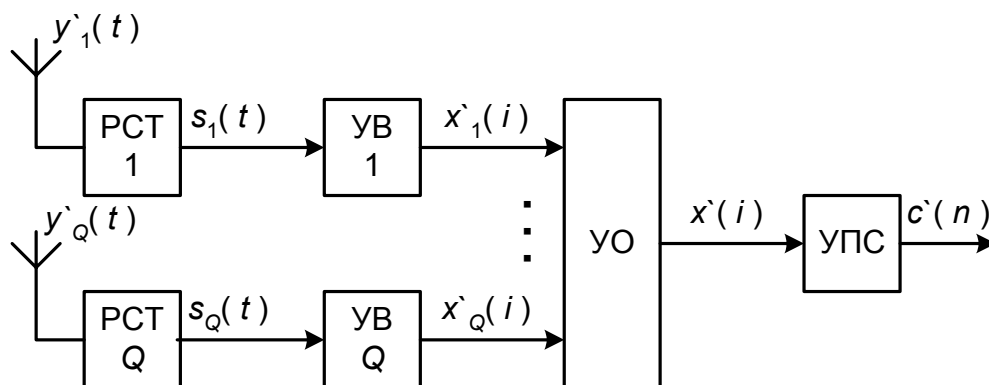 y`1(t)
РСТ
1
s1(t)
УВ
1
x`1(i)
y`Q(t)
УО
x`(i)
УПС
c`(n)
РСТ
Q
sQ(t)
УВ
Q
x`Q(i)